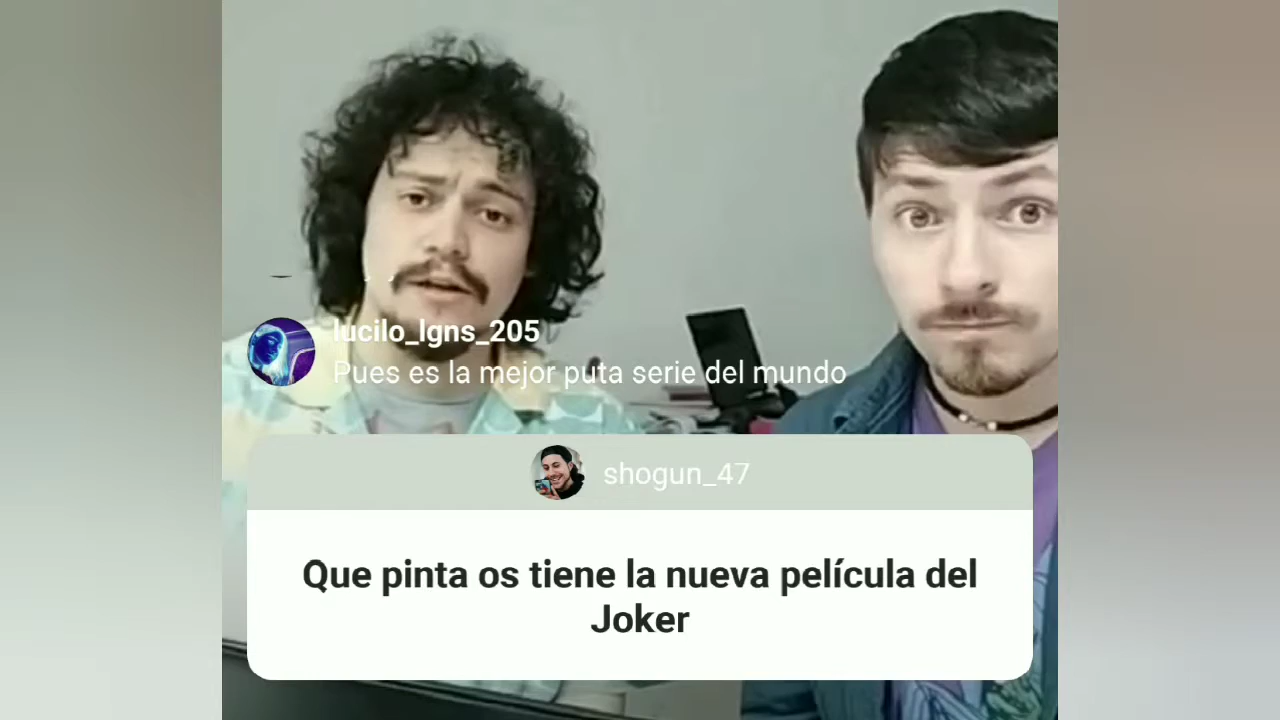 lucilo_lgns_205
Pues es la mejor puta serie del mundo
shogun_47
Que pinta os tiene la nueva película del
Joker